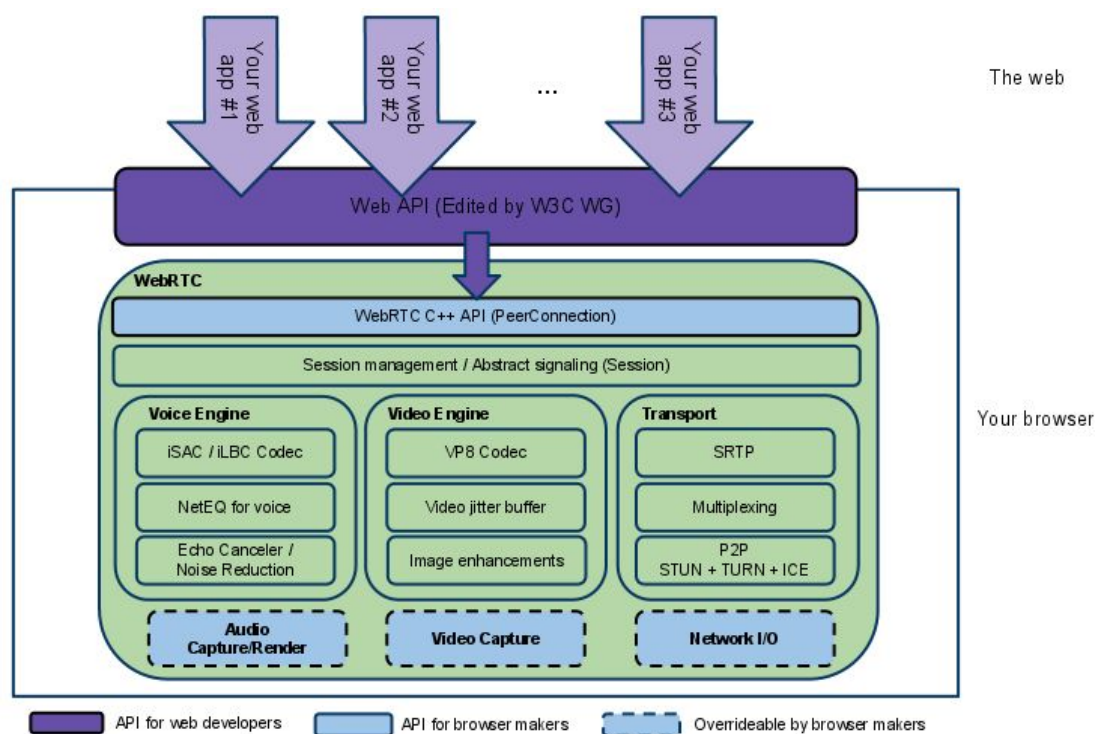 Your web
app #1
Your web
app #2
...
Your web
app #3
The web
Web API (Edited by W3C WG)
WebRTC
WebRTC C++ API (PeerConnection)
Session management / Abstract signaling (Session)
Your browser
Voice Engine
iSAC / iLBC Codec
NetEQ for voice
Echo Canceler /
Noise Reduction
Video Engine
VP8 Codec
Video jitter buffer
Image enhancements
Transport
SRTP
Multiplexing
P2P
STUN + TURN + ICE
Audio
Capture/Render
Video Capture
Network I/O
API for web developers
API for browser makers
Overrideable by browser makers